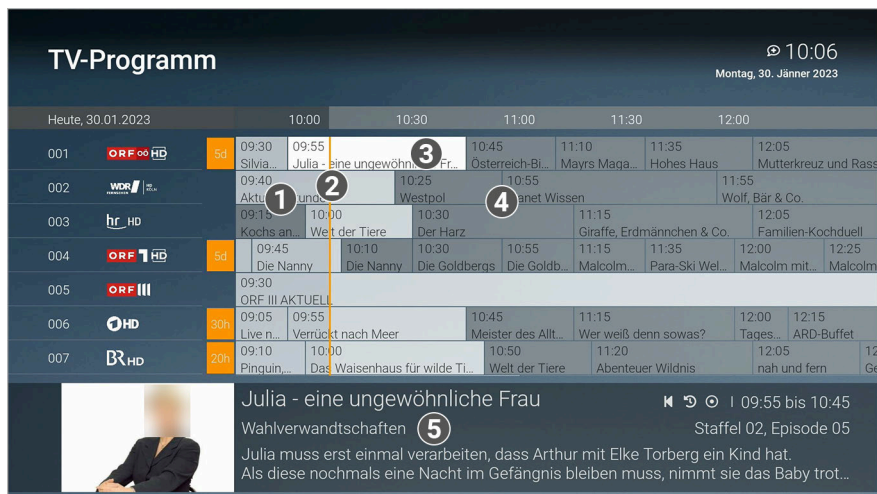 TV-Programm
10:06
Montag, 30. Jänner 2023
Heute, 30.01.2023 10:00 10:30 11:00 11:30 12:00
001 ORF OÖ HD 5d 09:30 09:55 10:45 11:10 11:35 12:05
Silvia... Julia - eine ungewöhnli 3 Fr... Österreich-Bi... Mayrs Maga... Hohes Haus Mutterkreuz und Rass
002 WDR FERNSEHEN HD KÖLN 09:40 2 10:25 10:55 11:55
1 Westpol 4 Wissen Wolf, Bär & Co.
003 hr HD 09:15 10:00 10:30 11:15 12:05
Kochs an... Welt der Tiere Der Harz Giraffe, Erdmännchen & Co. Familien-Kochduell
004 ORF 1 HD 5d 09:45 10:10 10:30 10:55 11:15 11:35 12:00 12:25
Die Nanny Die Nanny Die Goldbergs Die Goldb... Malcolm... Para-Ski Wel... Malcolm mit... Malcolm
005 ORF III 09:30
ORF III AKTUELL
006 1 HD 30h 09:05 09:55 10:45 11:15 12:00 12:15
Live n... Verrückt nach Meer Meister des Allt... Wer weiß denn sowas? Tages... ARD-Buffet
007 BR HD 20h 09:10 10:00 10:50 11:20 12:05 12
Pinguin,... Das Waisenhaus für wilde Ti... Welt der Tiere Abenteuer Wildnis nah und fern Ge
Julia - eine ungewöhnliche Frau 09:55 bis 10:45
Wahlverwandtschaften 5 Staffel 02, Episode 05
Julia muss erst einmal verarbeiten, dass Arthur mit Elke Torberg ein Kind hat.
Als diese nochmals eine Nacht im Gefängnis bleiben muss, nimmt sie das Baby trot...